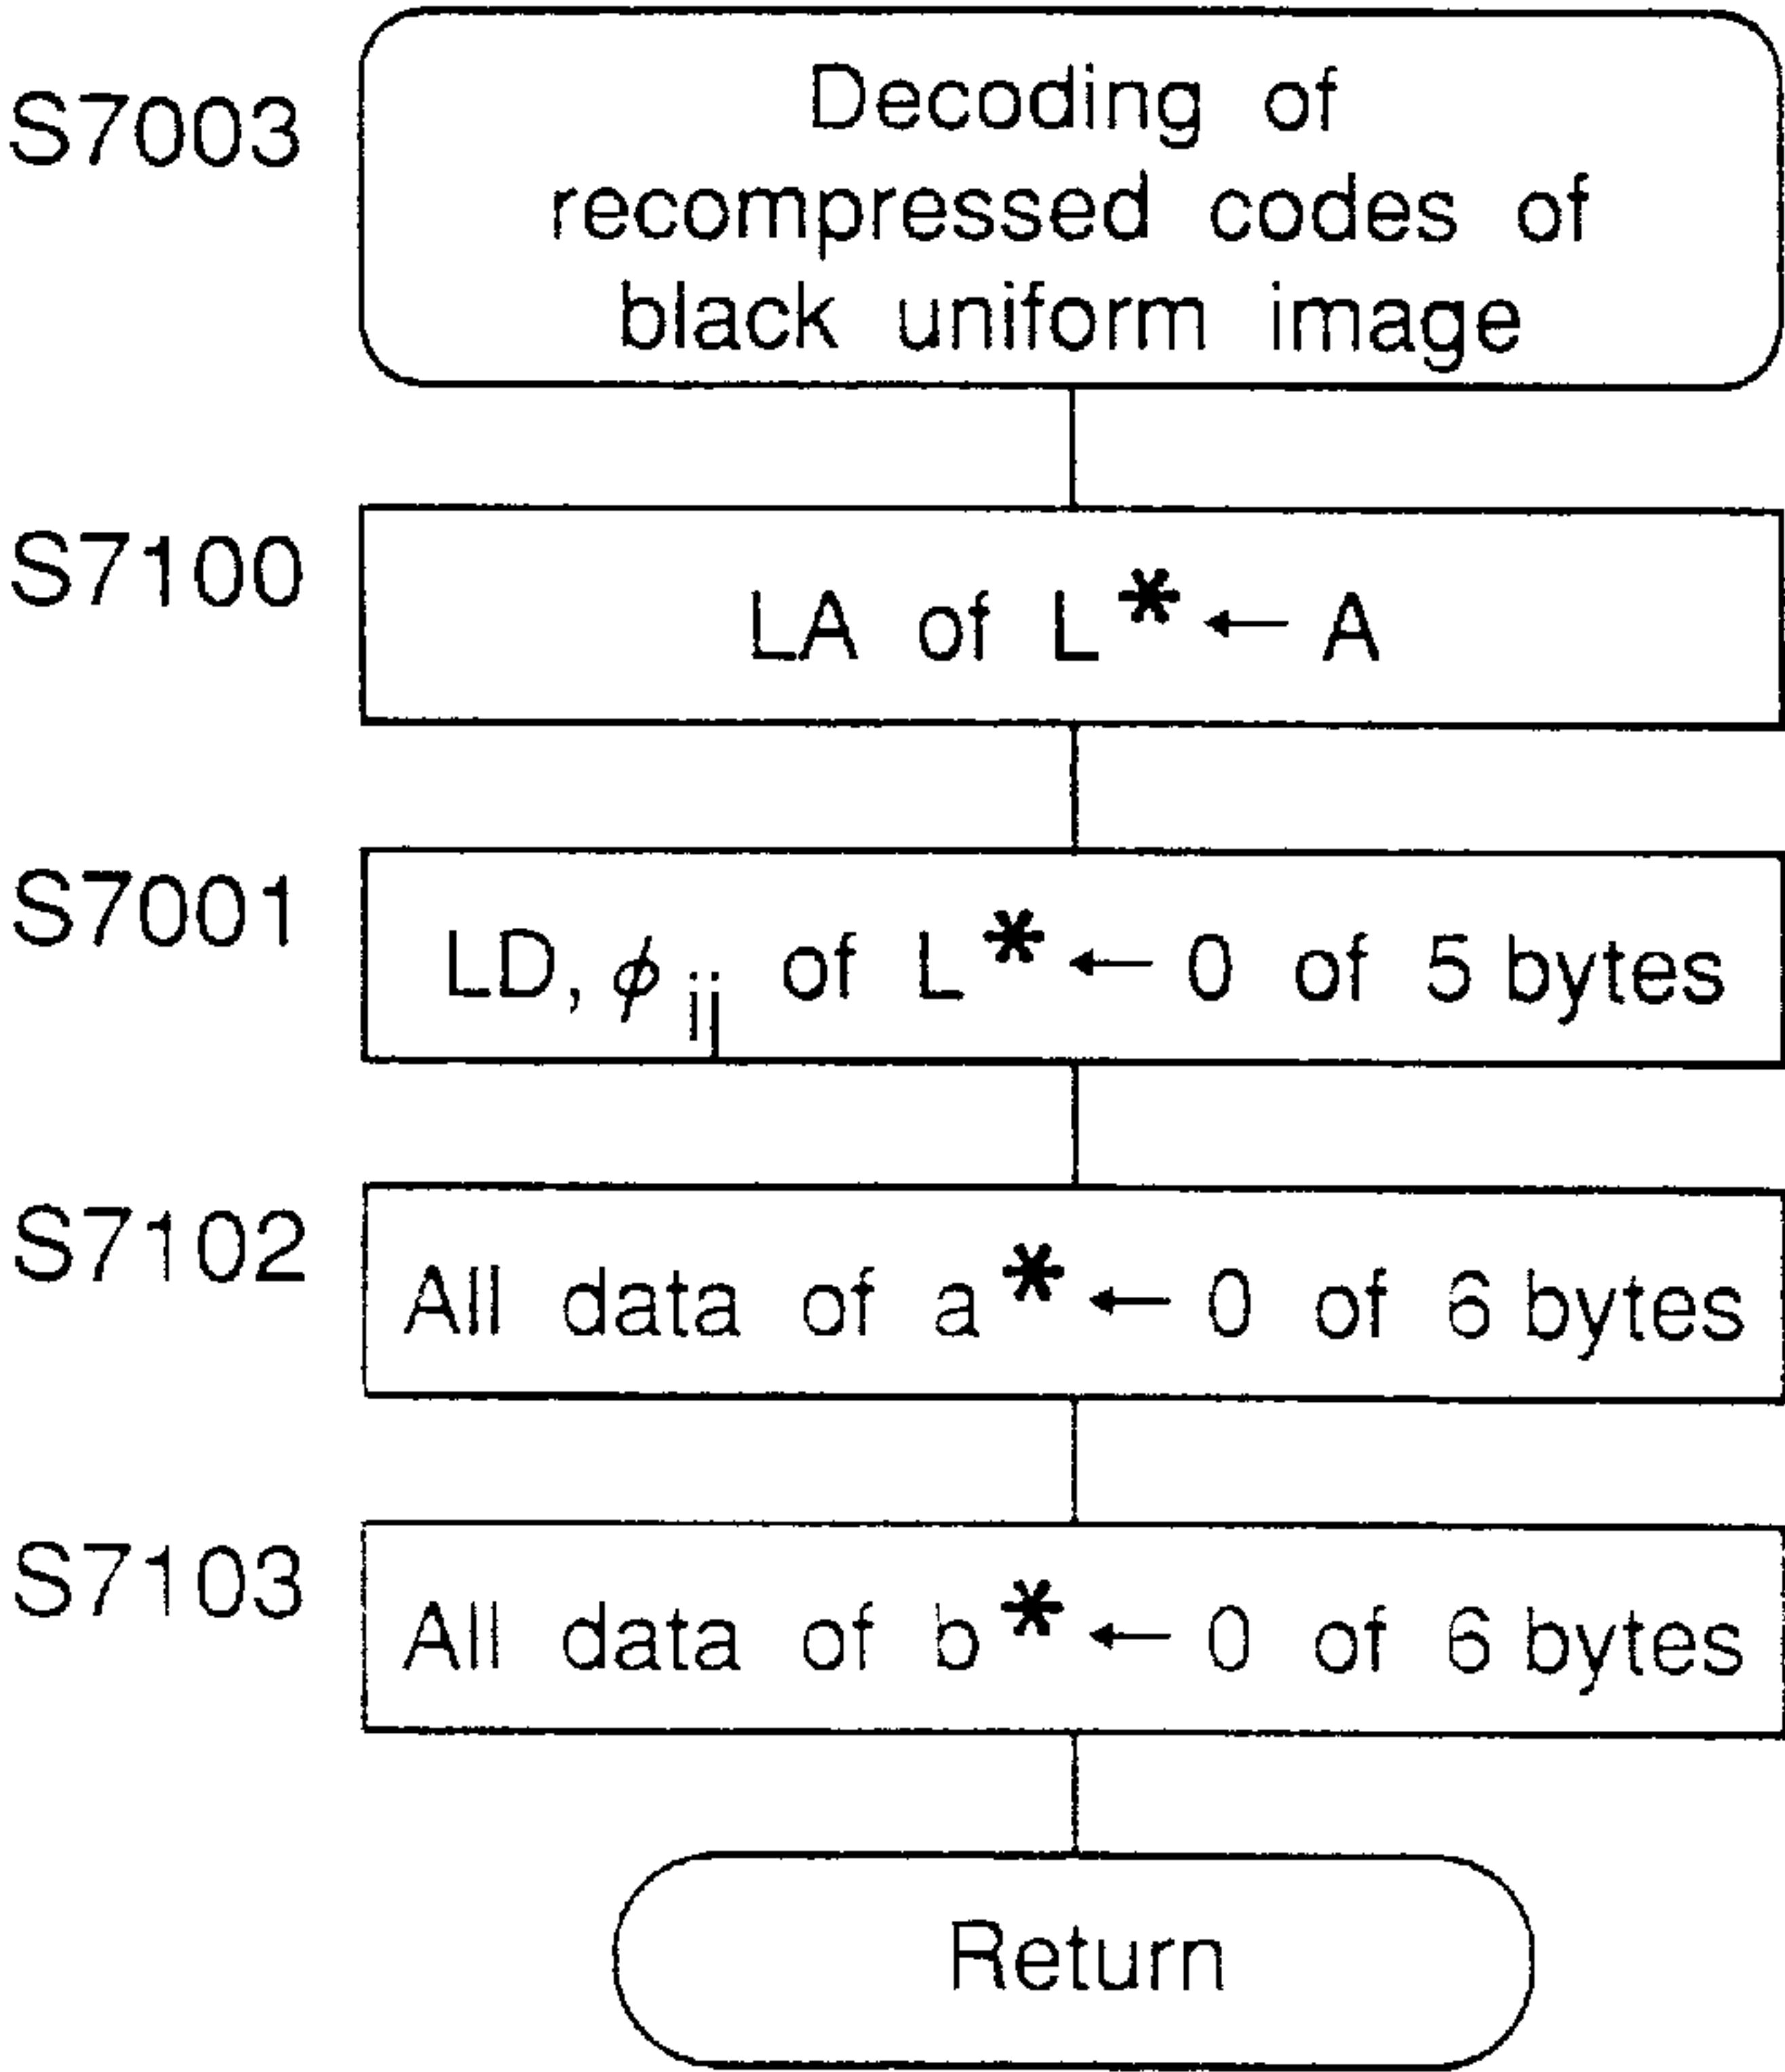 S7003
Decoding of
recompressed codes of
black uniform image
S7100
LA of L* ← A
S7001
LD, ϕij of L* ← 0 of 5 bytes
S7102
All data of a* ← 0 of 6 bytes
S7103
All data of b* ← 0 of 6 bytes
Return